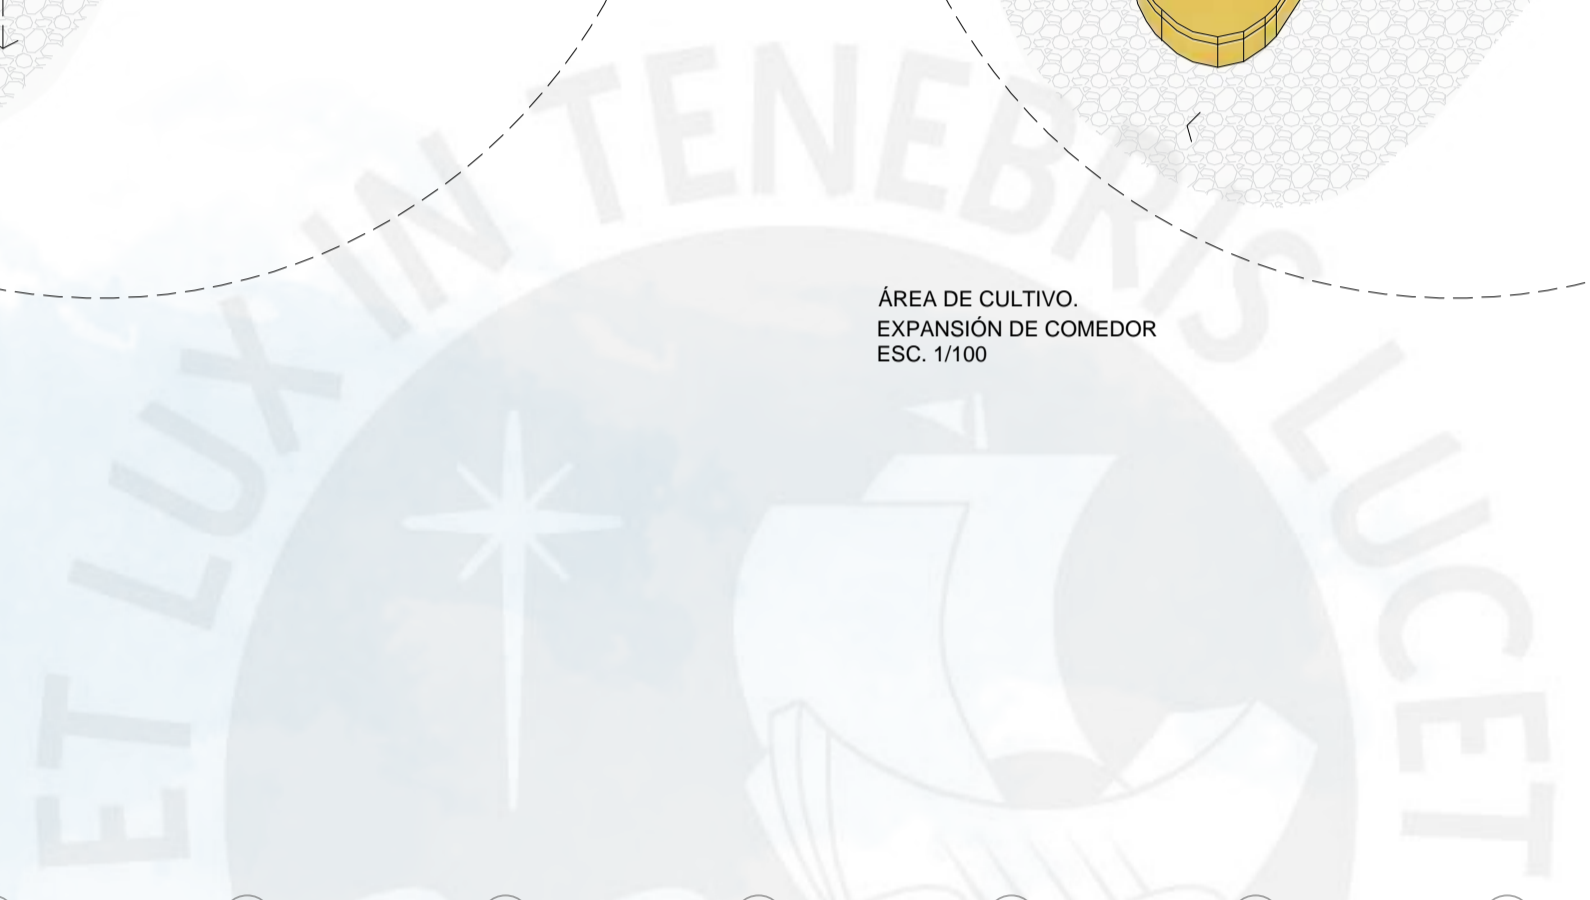 ET LUX IN TENEBRIS LUCET
ÁREA DE CULTIVO.
EXPANSIÓN DE COMEDOR
ESC. 1/100